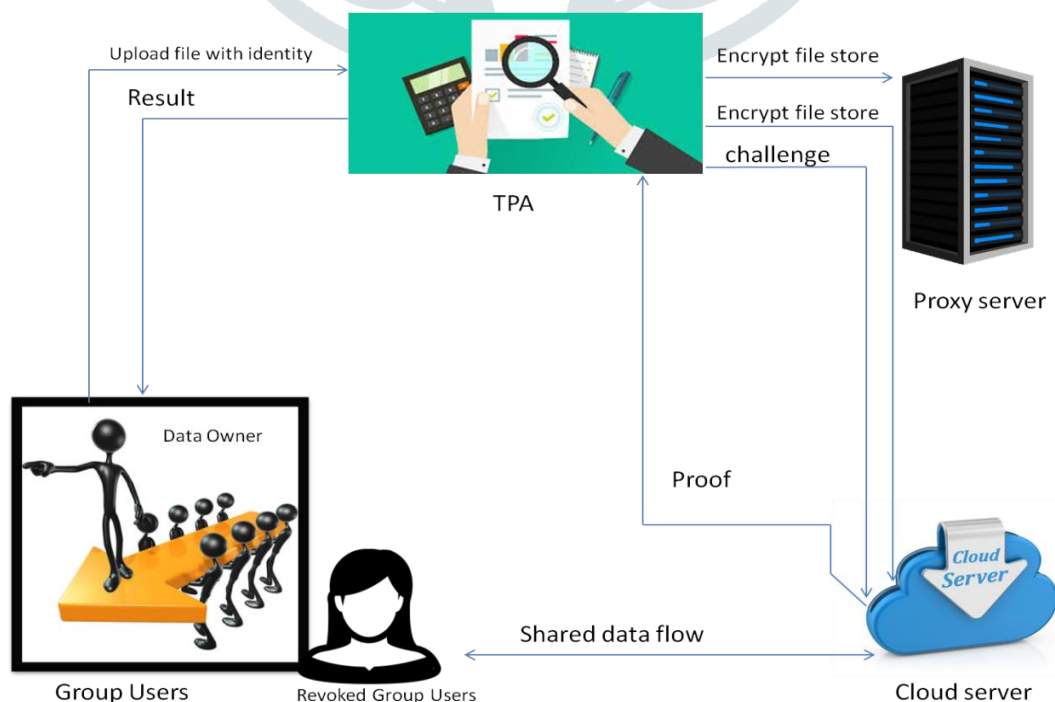 Upload file with identity
Result
Encrypt file store
Encrypt file store
challenge
TPA
Proxy server
Data Owner
Proof
Cloud
Server
Shared data flow
Group Users
Revoked Group Users
Cloud server